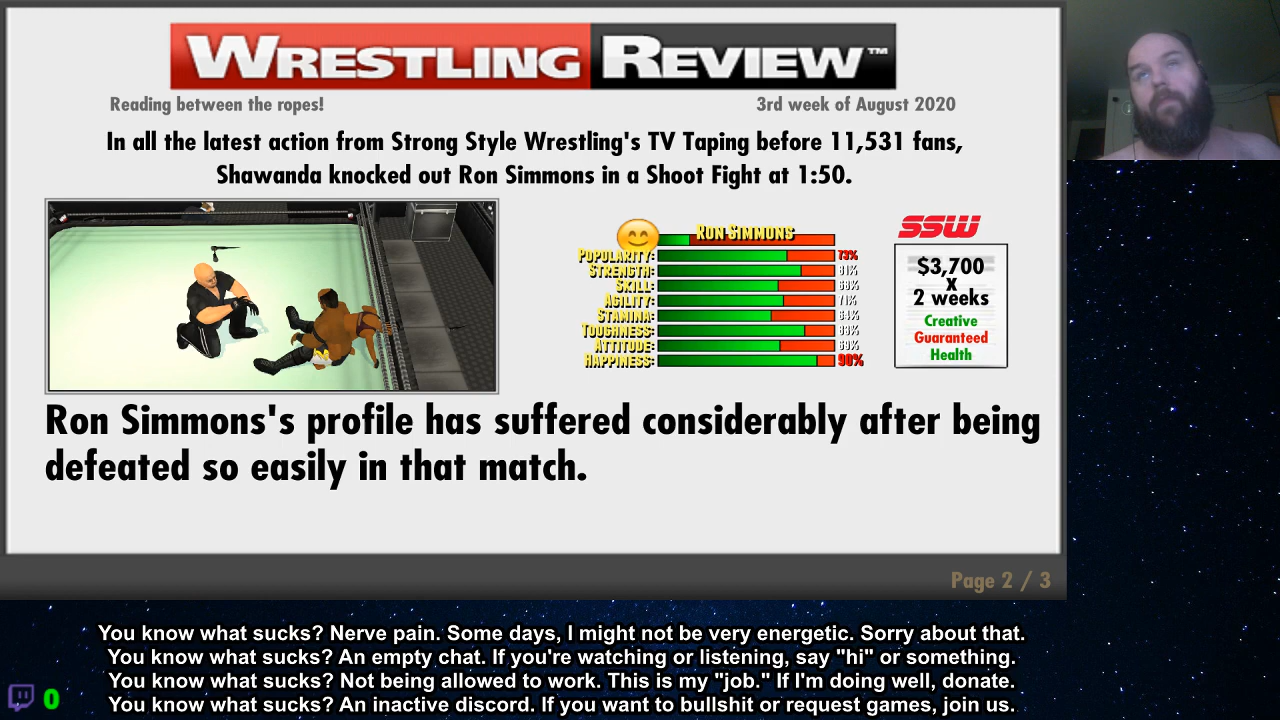 WRESTLING REVIEW™
Reading between the ropes!
3rd week of August 2020
In all the latest action from Strong Style Wrestling's TV Taping before 11,531 fans,
Shawanda knocked out Ron Simmons in a Shoot Fight at 1:50.
RON SIMMONS
POPULARITY: 73%
STRENGTH: 81%
SKILL: 68%
AGILITY: 71%
STAMINA: 64%
TOUGHNESS: 83%
ATTITUDE: 69%
HAPPINESS: 90%
SSW
$3,700
X
2 weeks
Creative
Guaranteed
Health
Ron Simmons's profile has suffered considerably after being
defeated so easily in that match.
Page 2 / 3
You know what sucks? Nerve pain. Some days, I might not be very energetic. Sorry about that.
You know what sucks? An empty chat. If you're watching or listening, say "hi" or something.
You know what sucks? Not being allowed to work. This is my "job." If I'm doing well, donate.
You know what sucks? An inactive discord. If you want to bullshit or request games, join us.
0